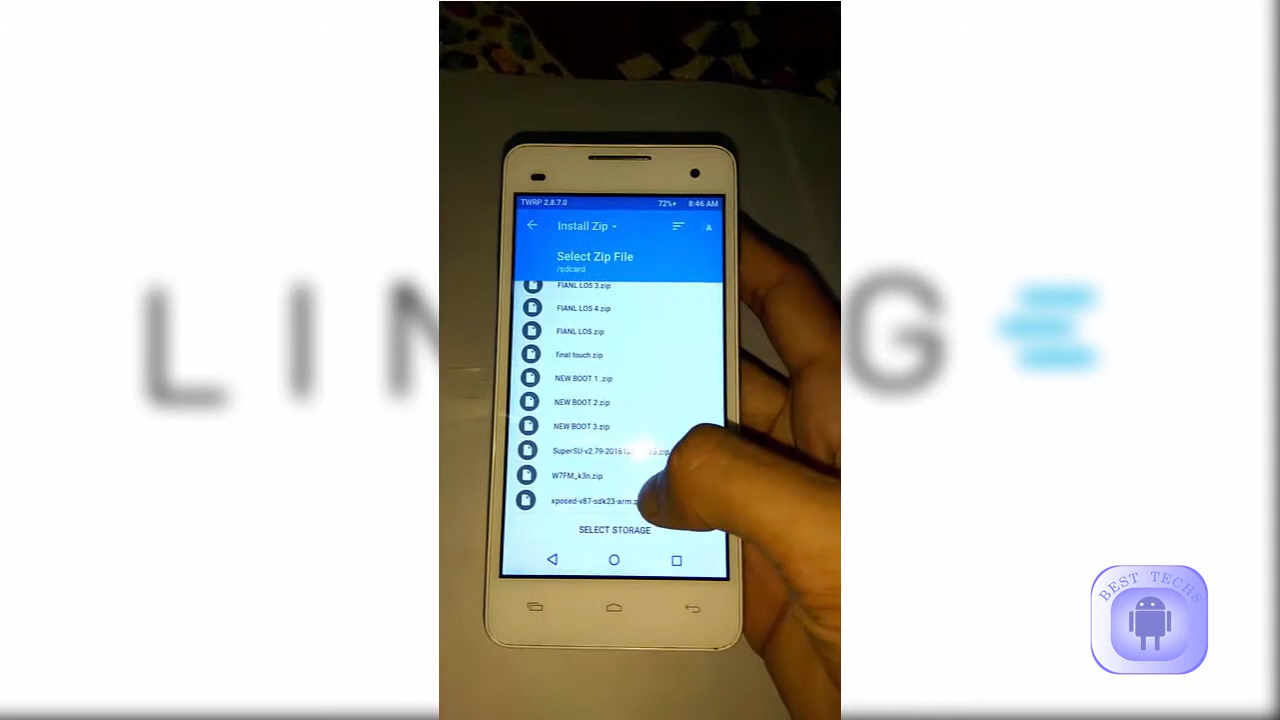 TWRP 2.8.7.0 72%+ 8:46 AM
Install Zip
A
Select Zip File
/sdcard
FIANL LOS 3.zip
FIANL LOS 4.zip
FIANL LOS.zip
final touch.zip
NEW BOOT 1 .zip
NEW BOOT 2.zip
NEW BOOT 3.zip
W7FM_k3n.zip
SELECT STORAGE
LIN G
BEST TECHS